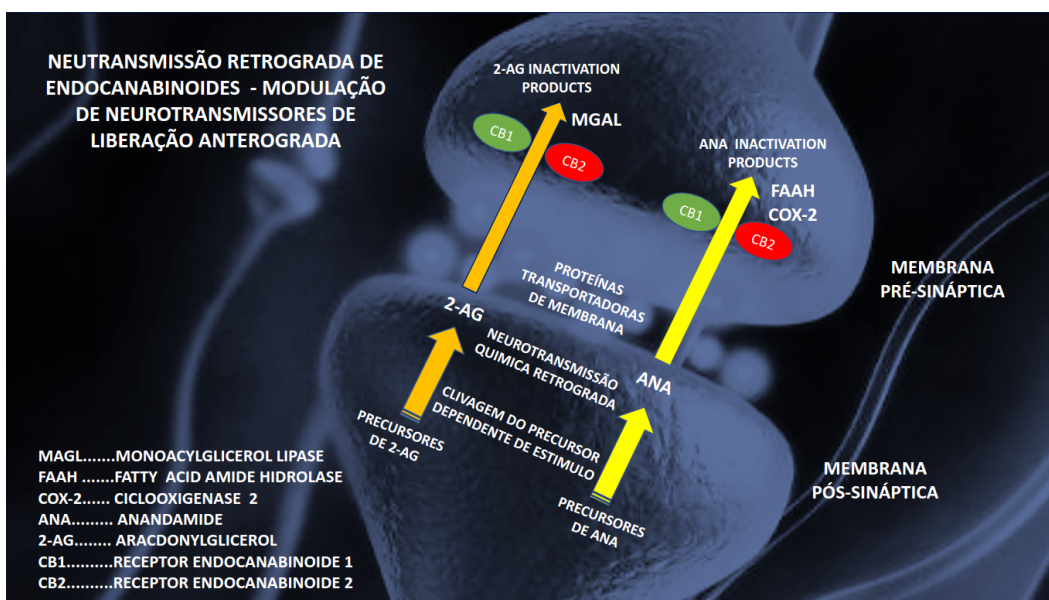 NEUTRANSMISSÃO RETROGRADA DE
ENDOCANABINOIDES - MODULAÇÃO
DE NEUROTRANSMISSORES DE
LIBERAÇÃO ANTEROGRADA
2-AG INACTIVATION
PRODUCTS
MGAL
CB1
CB2
ANA INACTIVATION
PRODUCTS
FAAH
COX-2
CB1
CB2
MEMBRANA
PRÉ-SINÁPTICA
PROTEÍNAS
TRANSPORTADORAS
DE MEMBRANA
2-AG
NEUROTRANSMISSÃO
QUIMICA RETROGRADA
ANA
CLIVAGEM DO PRECURSOR
DEPENDENTE DE ESTIMULO
PRECURSORES
DE 2-AG
PRECURSORES
DE ANA
MEMBRANA
PÓS-SINÁPTICA
MAGL.......MONOACYLGLICEROL LIPASE
FAAH .......FATTY ACID AMIDE HIDROLASE
COX-2...... CICLOOXIGENASE 2
ANA......... ANANDAMIDE
2-AG........ ARACDONYLGLICEROL
CB1..........RECEPTOR ENDOCANABINOIDE 1
CB2..........RECEPTOR ENDOCANABINOIDE 2